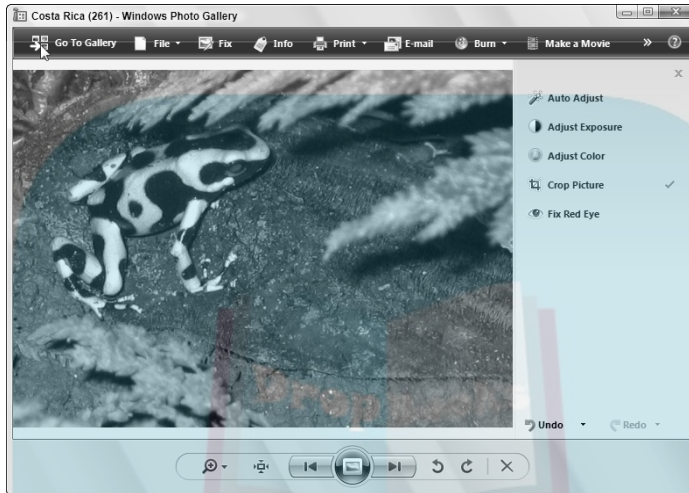 Costa Rica (261) - Windows Photo Gallery
Go To Gallery File Fix Info Print E-mail Burn Make a Movie »
Auto Adjust
Adjust Exposure
Adjust Color
Crop Picture
Fix Red Eye
Undo Redo